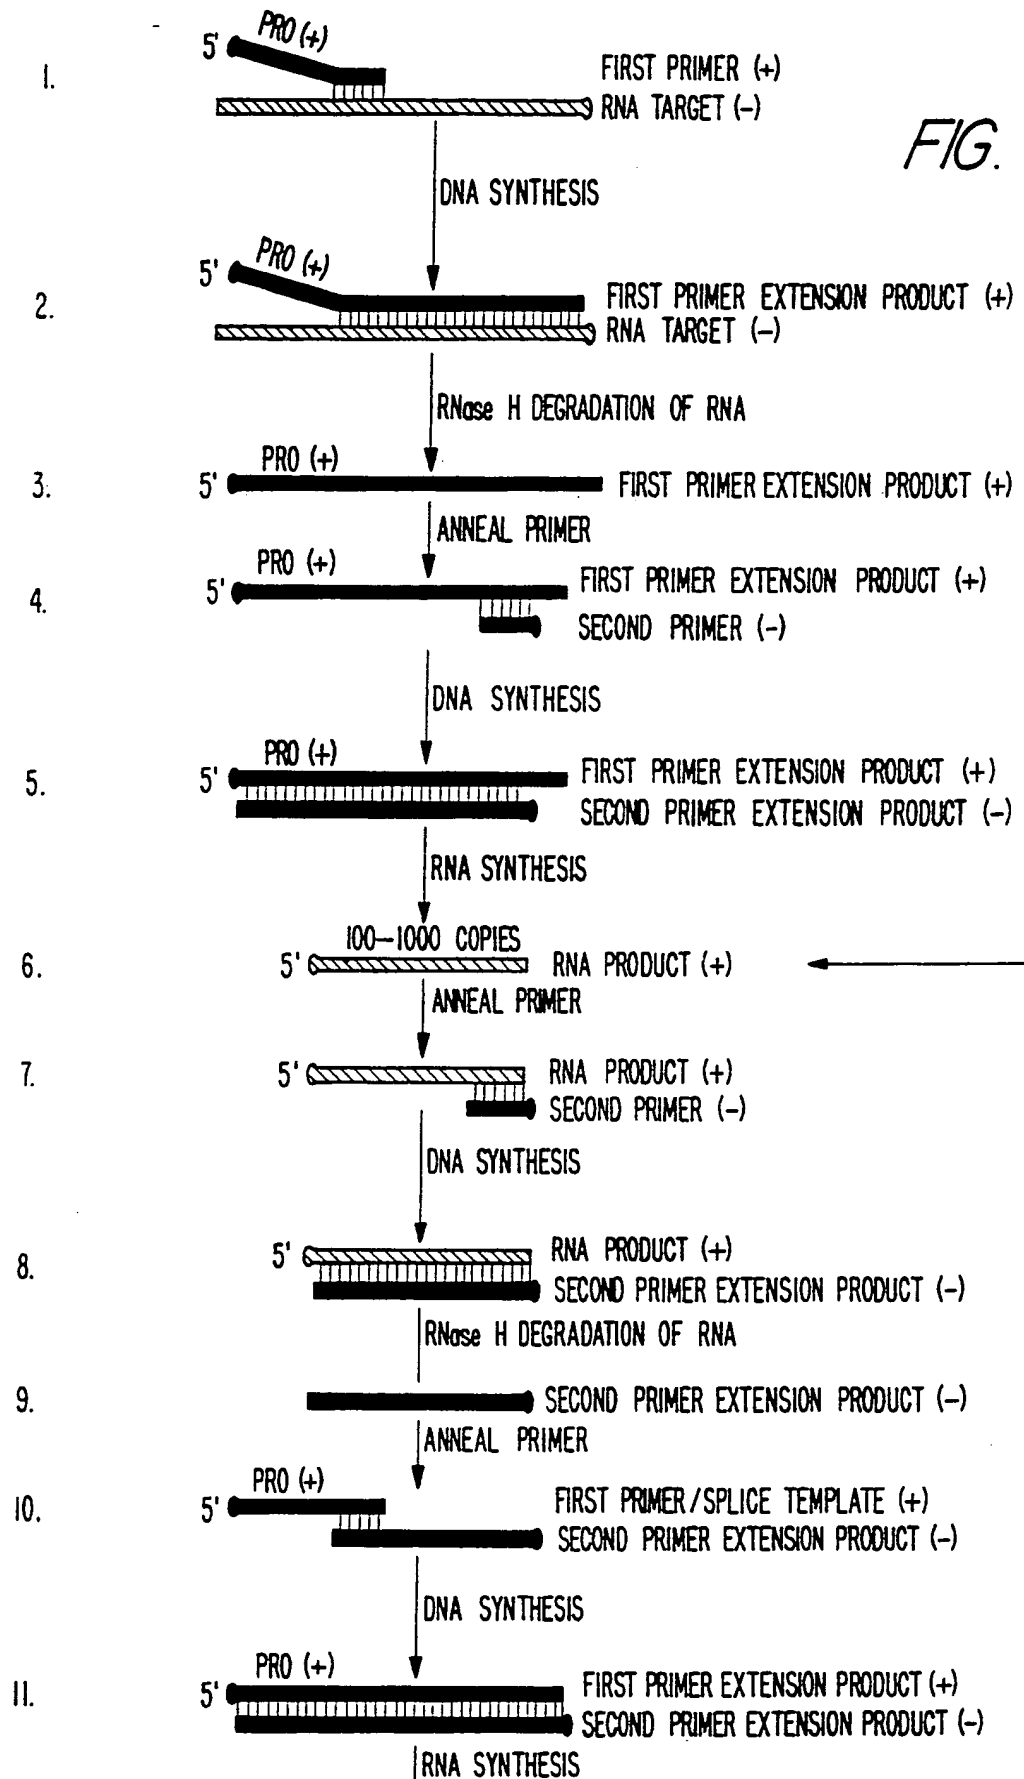 FIG.
1.
5'
PRO (+)
FIRST PRIMER (+)
RNA TARGET (-)
DNA SYNTHESIS
2.
5'
PRO (+)
FIRST PRIMER EXTENSION PRODUCT (+)
RNA TARGET (-)
RNase H DEGRADATION OF RNA
3.
5'
PRO (+)
FIRST PRIMER EXTENSION PRODUCT (+)
ANNEAL PRIMER
4.
5'
PRO (+)
FIRST PRIMER EXTENSION PRODUCT (+)
SECOND PRIMER (-)
DNA SYNTHESIS
5.
5'
PRO (+)
FIRST PRIMER EXTENSION PRODUCT (+)
SECOND PRIMER EXTENSION PRODUCT (-)
RNA SYNTHESIS
100-1000 COPIES
6.
5'
RNA PRODUCT (+)
ANNEAL PRIMER
7.
5'
RNA PRODUCT (+)
SECOND PRIMER (-)
DNA SYNTHESIS
8.
5'
RNA PRODUCT (+)
SECOND PRIMER EXTENSION PRODUCT (-)
RNase H DEGRADATION OF RNA
9.
SECOND PRIMER EXTENSION PRODUCT (-)
ANNEAL PRIMER
10.
5'
PRO (+)
FIRST PRIMER/SPLICE TEMPLATE (+)
SECOND PRIMER EXTENSION PRODUCT (-)
DNA SYNTHESIS
11.
5'
PRO (+)
FIRST PRIMER EXTENSION PRODUCT (+)
SECOND PRIMER EXTENSION PRODUCT (-)
RNA SYNTHESIS